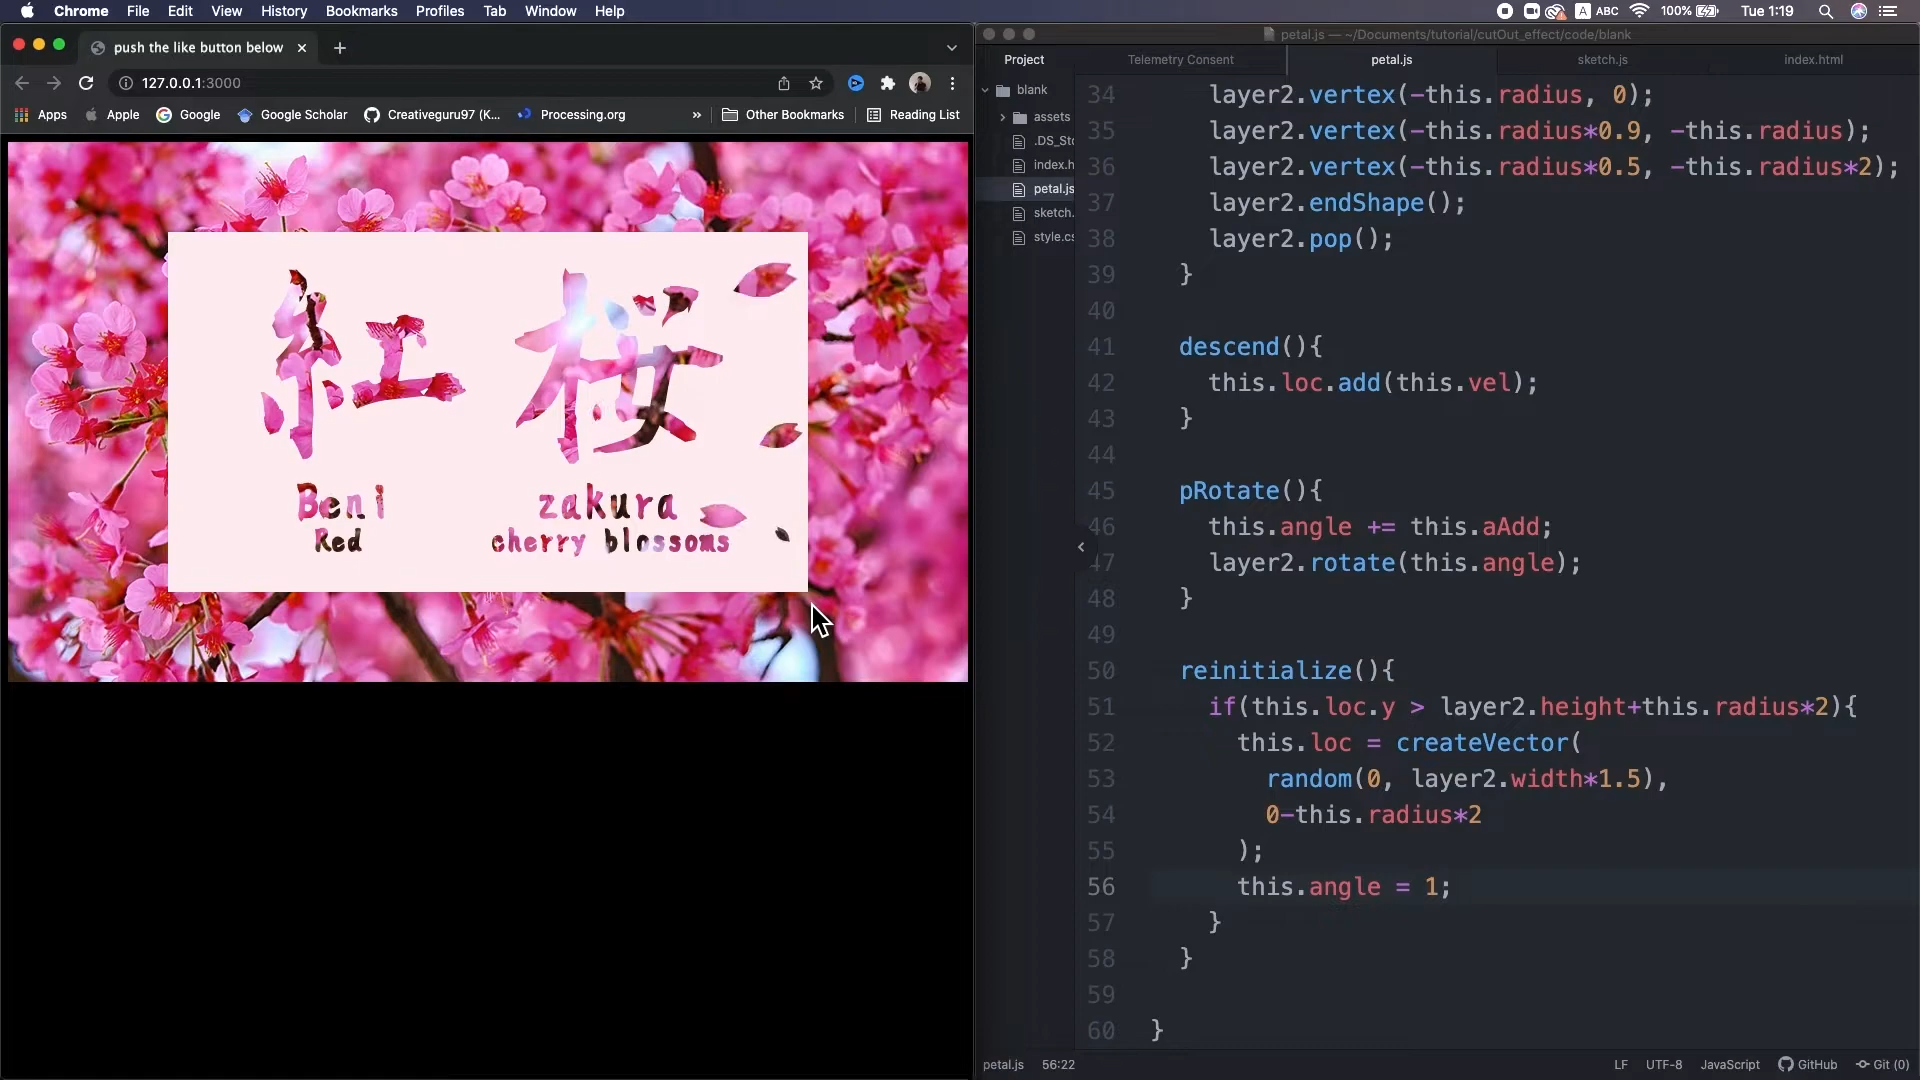 Chrome File Edit View History Bookmarks Profiles Tab Window Help
A ABC 100% Tue 1:19
push the like button below
127.0.0.1:3000
Apps Apple Google Google Scholar Creativeguru97 (K... Processing.org » Other Bookmarks Reading List
紅 桜
Beni zakura
Red cherry blossoms
petal.js — ~/Documents/tutorial/cutOut_effect/code/blank
Project
Telemetry Consent petal.js sketch.js index.html
blank
assets
.DS_Sto
index.h
petal.js
sketch.
style.cs
34 layer2.vertex(-this.radius, 0);
35 layer2.vertex(-this.radius*0.9, -this.radius);
36 layer2.vertex(-this.radius*0.5, -this.radius*2);
37 layer2.endShape();
38 layer2.pop();
39 }
40
41 descend(){
42 this.loc.add(this.vel);
43 }
44
45 pRotate(){
46 this.angle += this.aAdd;
47 layer2.rotate(this.angle);
48 }
49
50 reinitialize(){
51 if(this.loc.y > layer2.height+this.radius*2){
52 this.loc = createVector(
53 random(0, layer2.width*1.5),
54 0-this.radius*2
55 );
56 this.angle = 1;
57 }
58 }
59
60 }
petal.js 56:22 LF UTF-8 JavaScript GitHub Git (0)